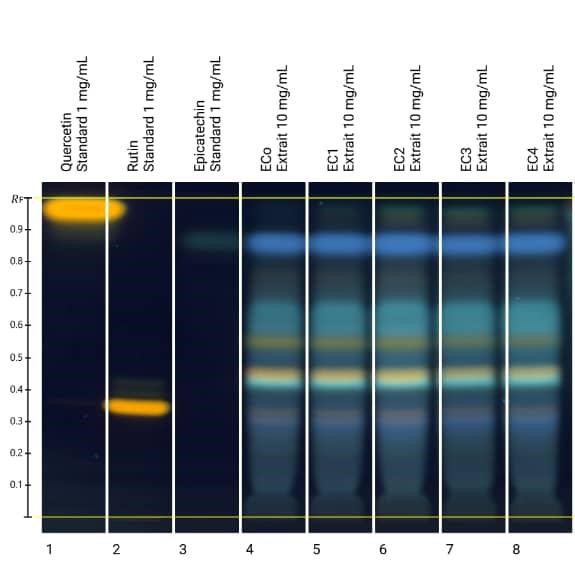 Quercetin
Standard 1 mg/mL
Rutin
Standard 1 mg/mL
Epicatechin
Standard 1 mg/mL
ECo
Extrait 10 mg/mL
EC1
Extrait 10 mg/mL
EC2
Extrait 10 mg/mL
EC3
Extrait 10 mg/mL
EC4
Extrait 10 mg/mL
RF
0.9
0.8
0.7
0.6
0.5
0.4
0.3
0.2
0.1
1 2 3 4 5 6 7 8